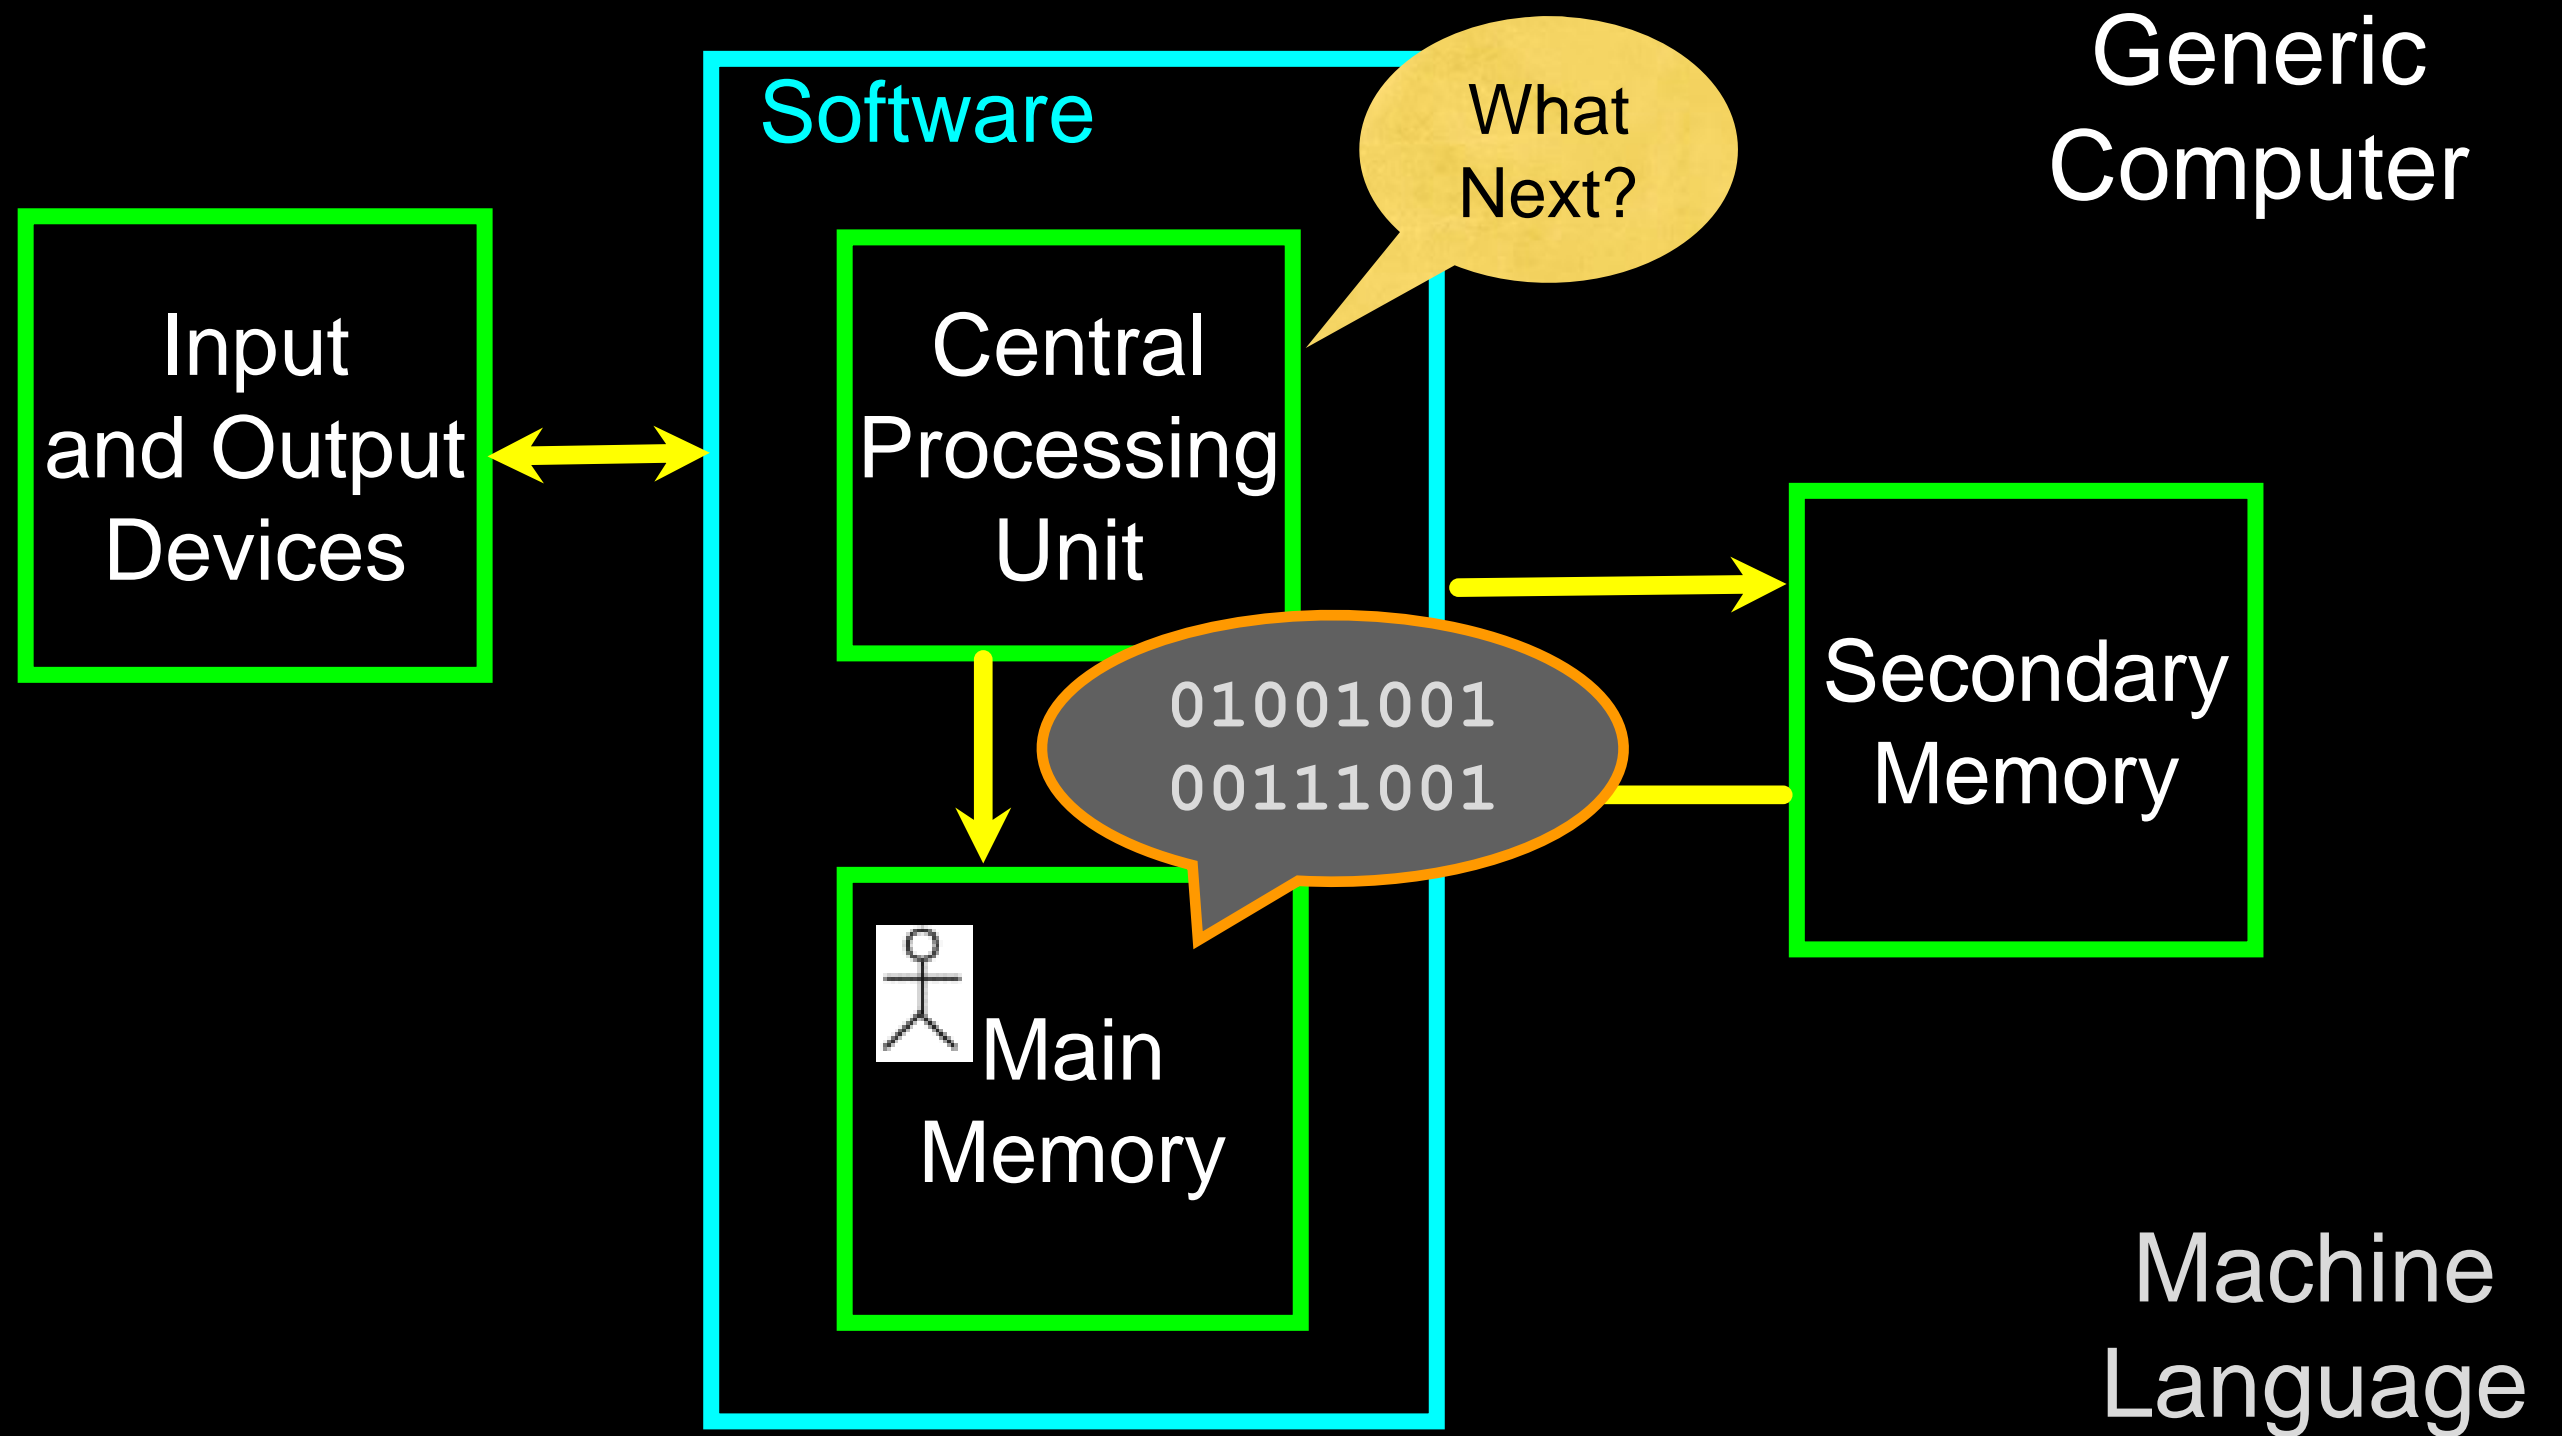 Generic
Computer
Software
What
Next?
Input
and Output
Devices
Central
Processing
Unit
01001001
00111001
Secondary
Memory
Main
Memory
Machine
Language